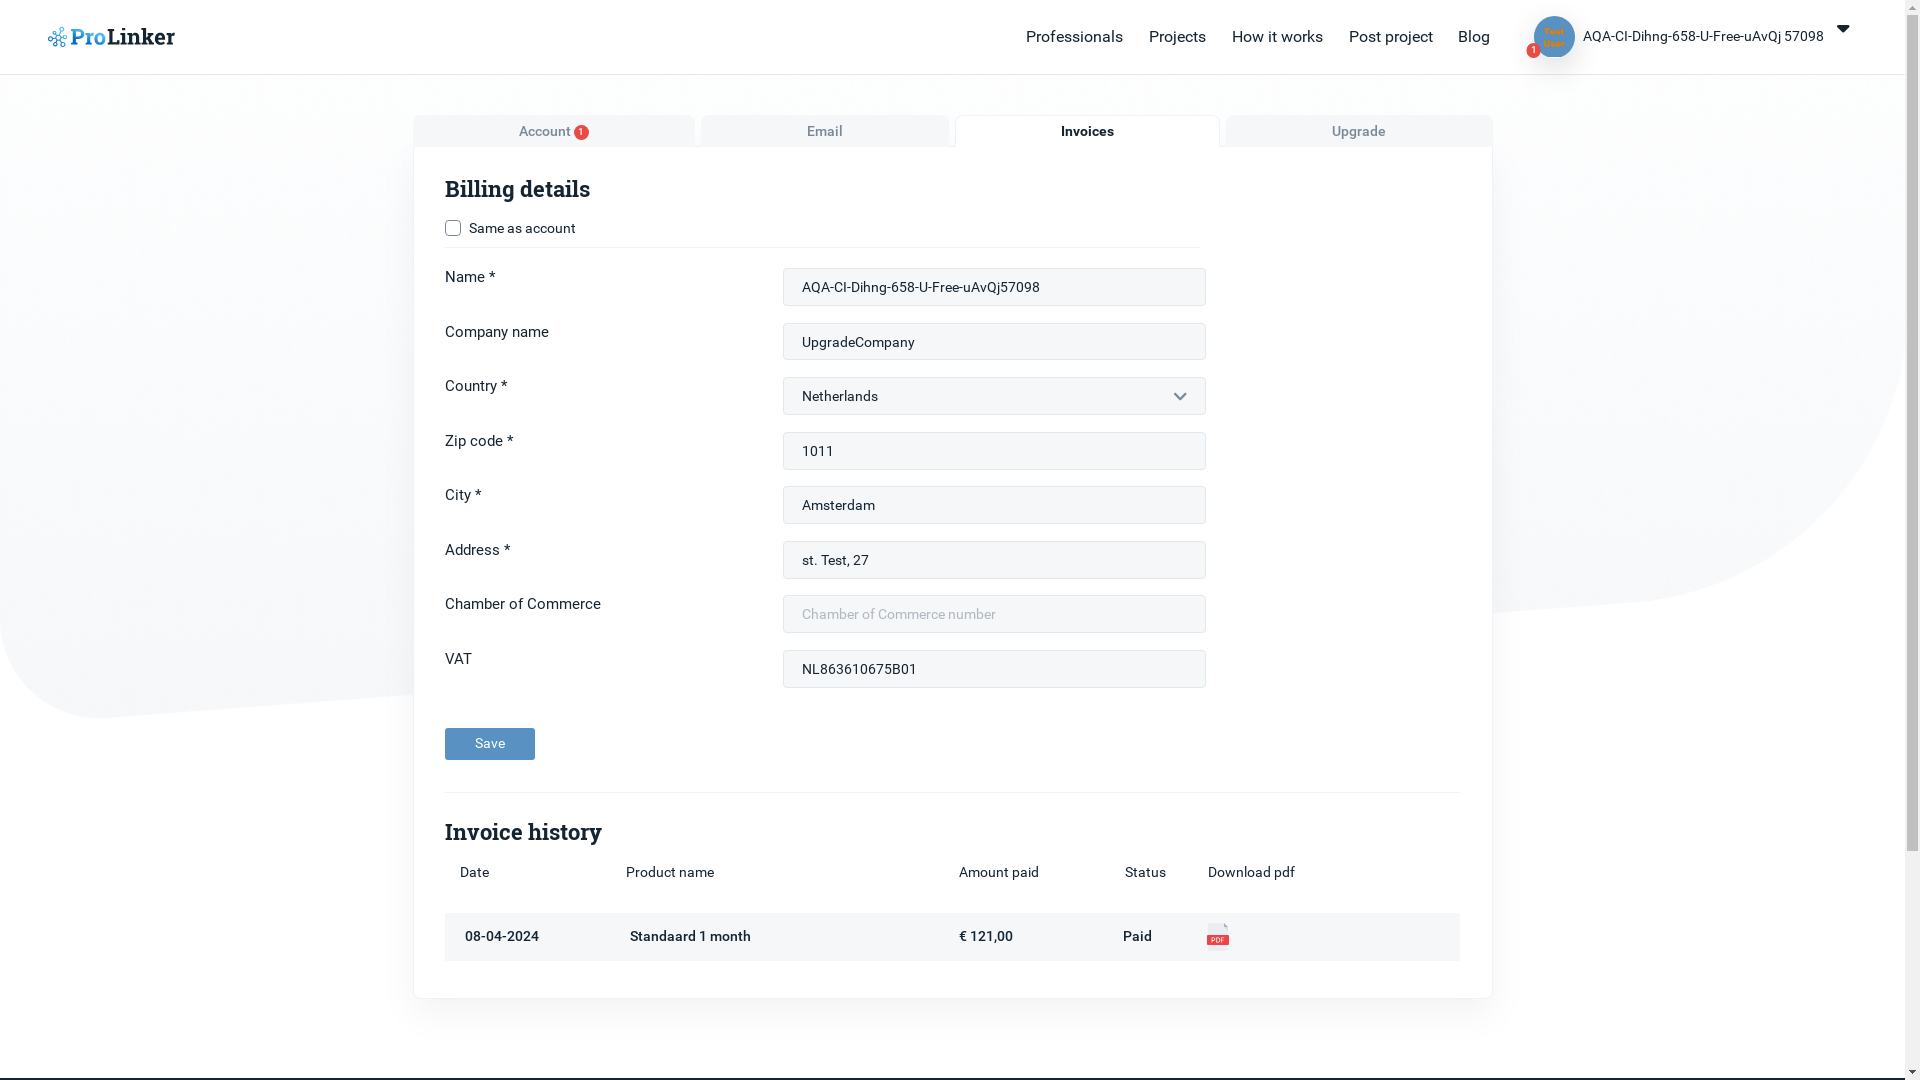 ProLinker
Professionals
Projects
How it works
Post project
Blog
Test
User
1
AQA-CI-Dihng-658-U-Free-uAvQj 57098
Account 1
Email
Invoices
Upgrade
Billing details
Same as account
Name *
AQA-CI-Dihng-658-U-Free-uAvQj57098
Company name
UpgradeCompany
Country *
Netherlands
Zip code *
1011
City *
Amsterdam
Address *
st. Test, 27
Chamber of Commerce
Chamber of Commerce number
VAT
NL863610675B01
Save
Invoice history
Date Product name Amount paid Status Download pdf
08-04-2024 Standaard 1 month € 121,00 Paid PDF